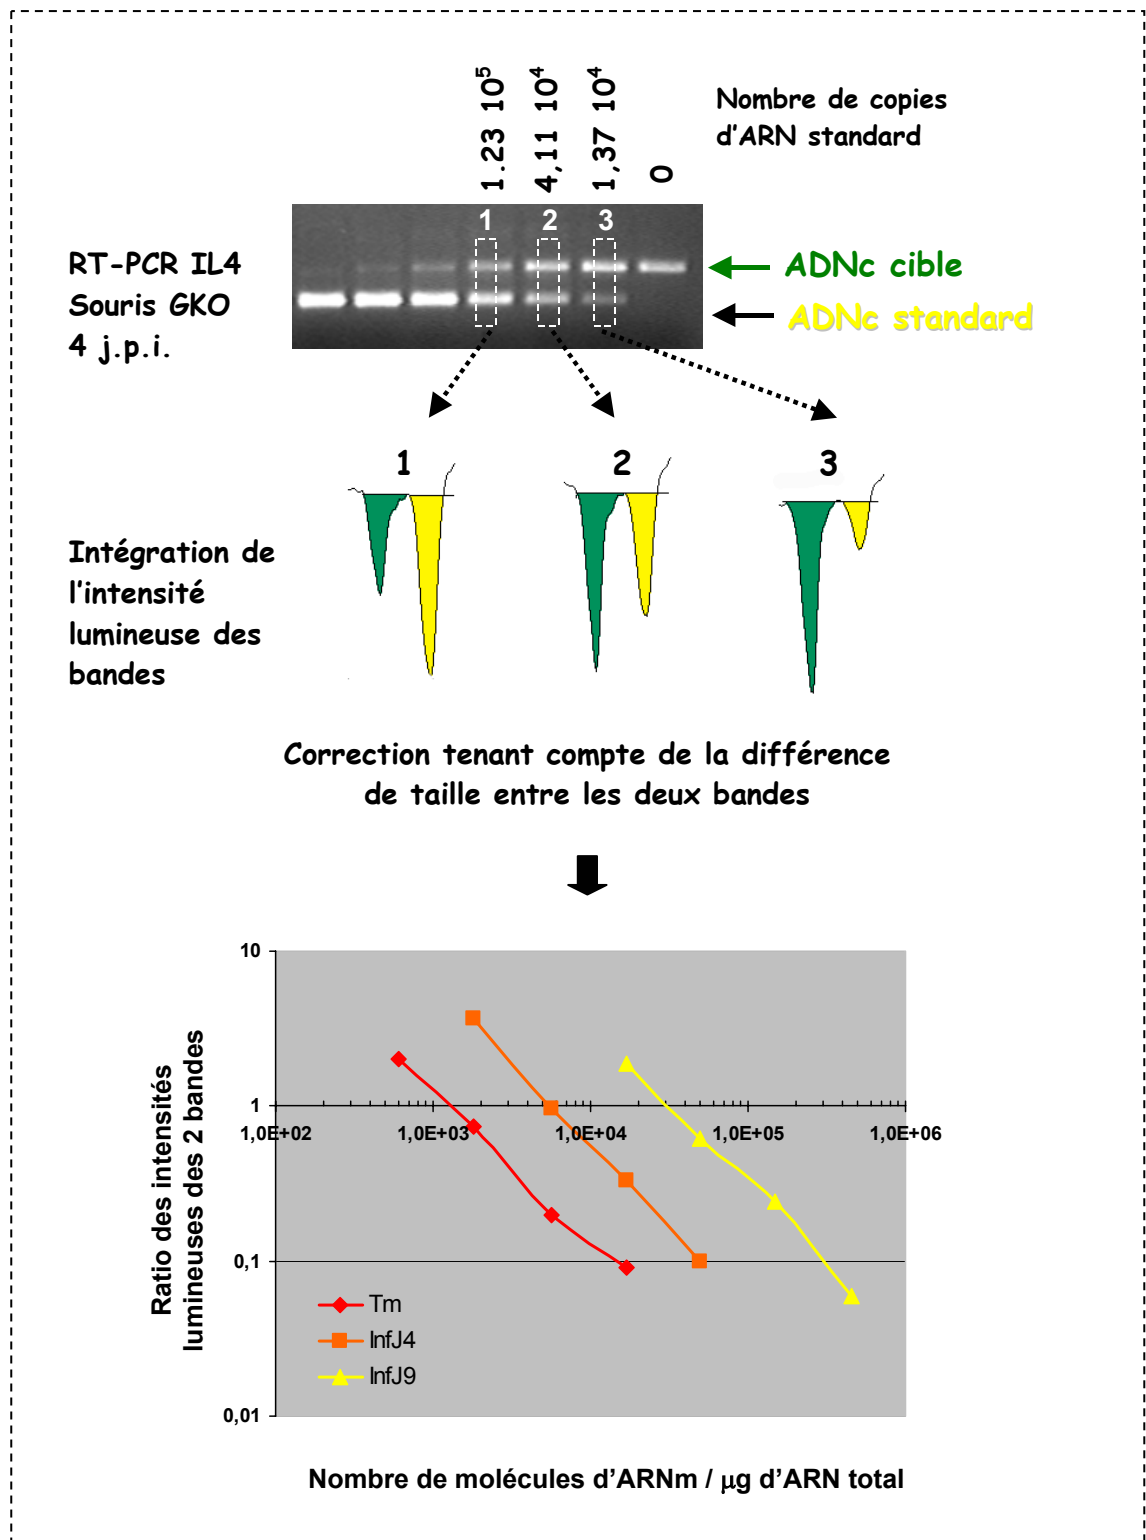 1.23 10⁵
4,11 10⁴
1,37 10⁴
0
Nombre de copies
d'ARN standard
1
2
3
RT-PCR IL4
Souris GKO
4 j.p.i.
ADNc cible
ADNc standard
1
2
3
Intégration de
l'intensité
lumineuse des
bandes
Correction tenant compte de la différence
de taille entre les deux bandes
Ratio des intensités
lumineuses des 2 bandes
10
1
0,1
0,01
1,0E+02
1,0E+03
1,0E+04
1,0E+05
1,0E+06
Tm
InfJ4
InfJ9
Nombre de molécules d'ARNm / μg d'ARN total